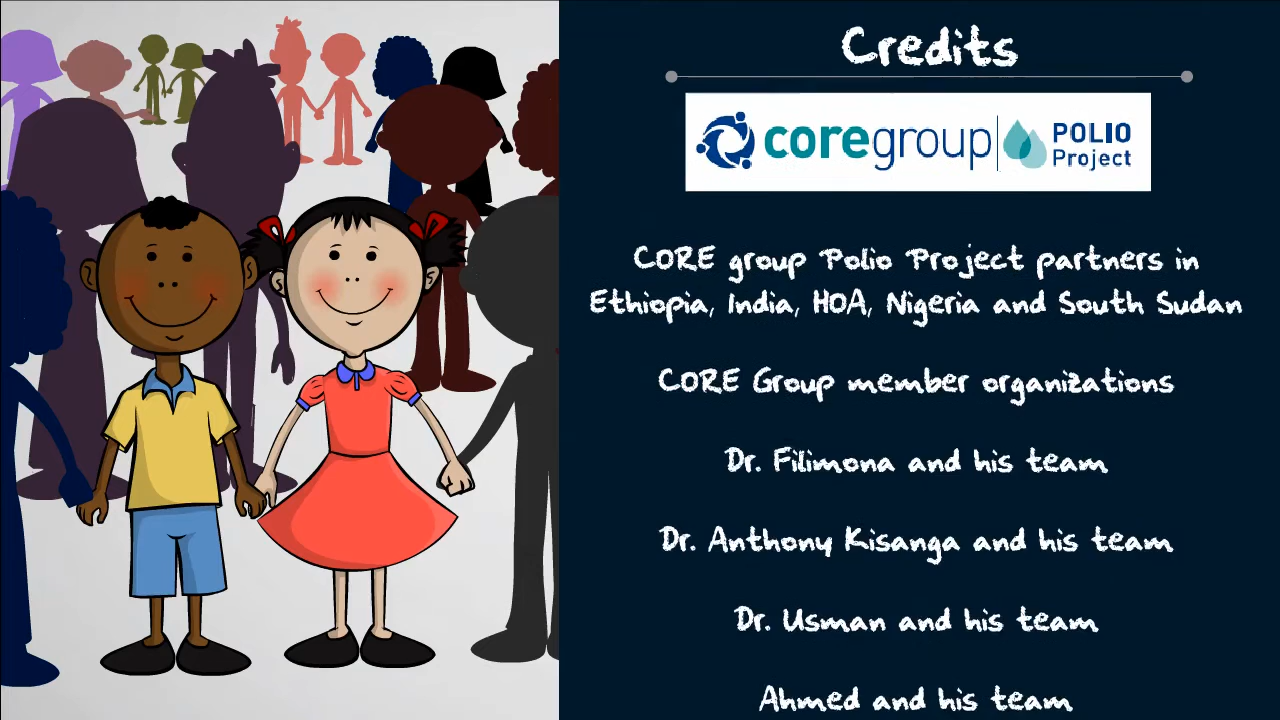 Credits
coregroup POLIO Project
CORE group Polio Project partners in
Ethiopia, India, HOA, Nigeria and South Sudan
CORE Group member organizations
Dr. Filimona and his team
Dr. Anthony Kisanga and his team
Dr. Usman and his team
Ahmed and his team